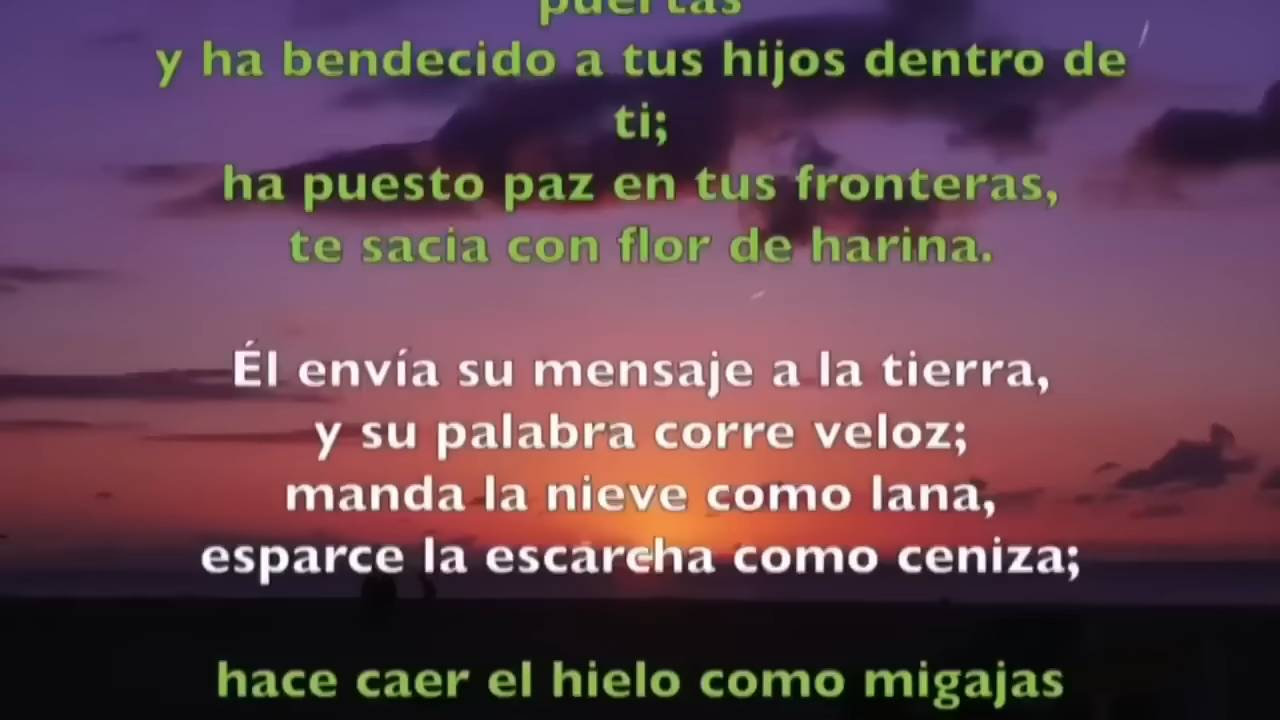 puertas
y ha bendecido a tus hijos dentro de
ti;
ha puesto paz en tus fronteras,
te sacia con flor de harina.
Él envía su mensaje a la tierra,
y su palabra corre veloz;
manda la nieve como lana,
esparce la escarcha como ceniza;
hace caer el hielo como migajas